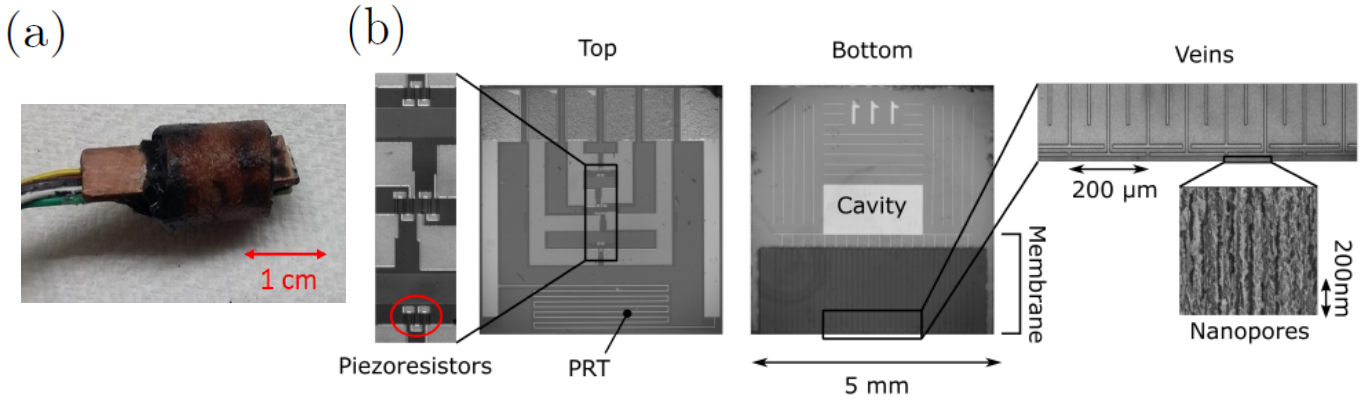 (a)
(b)
Top
Bottom
Veins
Cavity
200 µm
Membrane
200nm
1 cm
Nanopores
Piezoresistors
PRT
5 mm